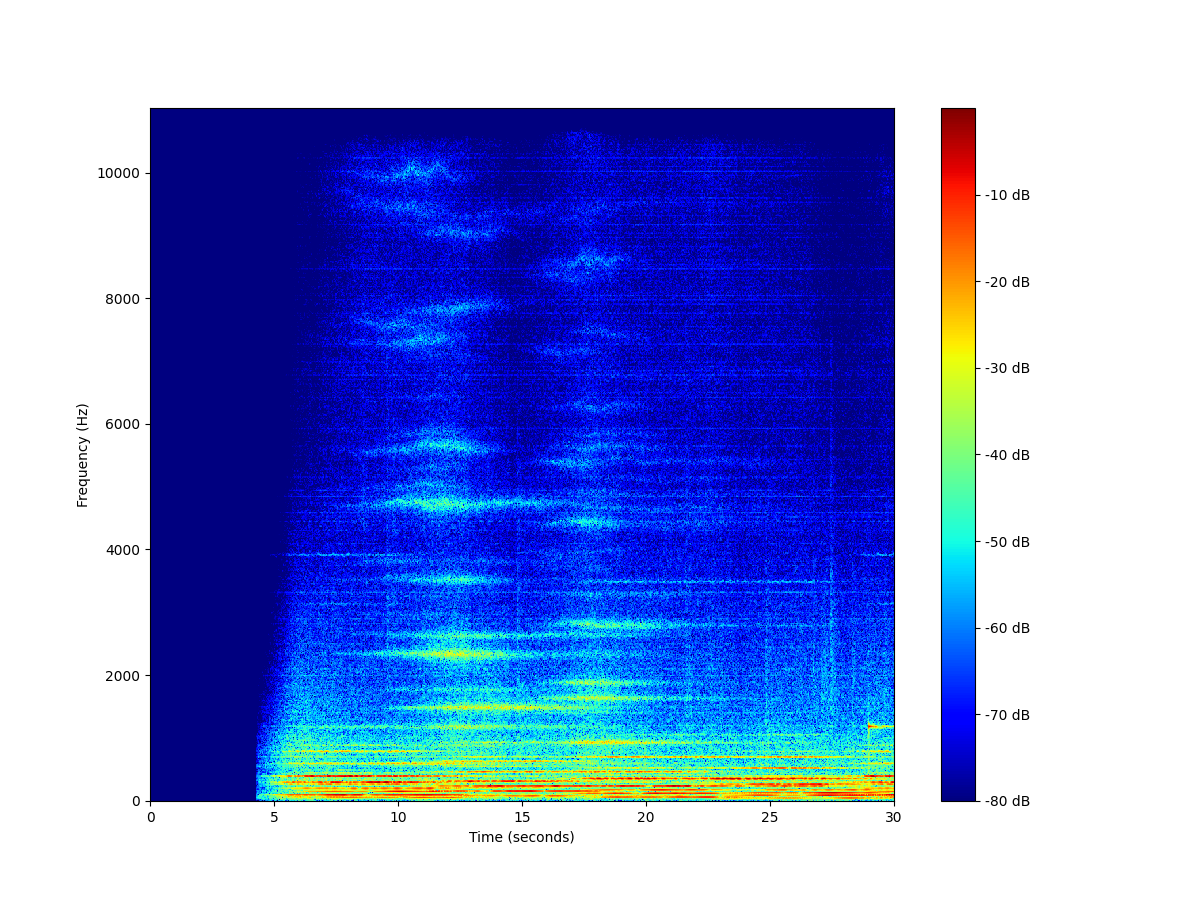 10000
8000
6000
4000
2000
0
Frequency (Hz)
0 5 10 15 20 25 30
Time (seconds)
-10 dB
-20 dB
-30 dB
-40 dB
-50 dB
-60 dB
-70 dB
-80 dB